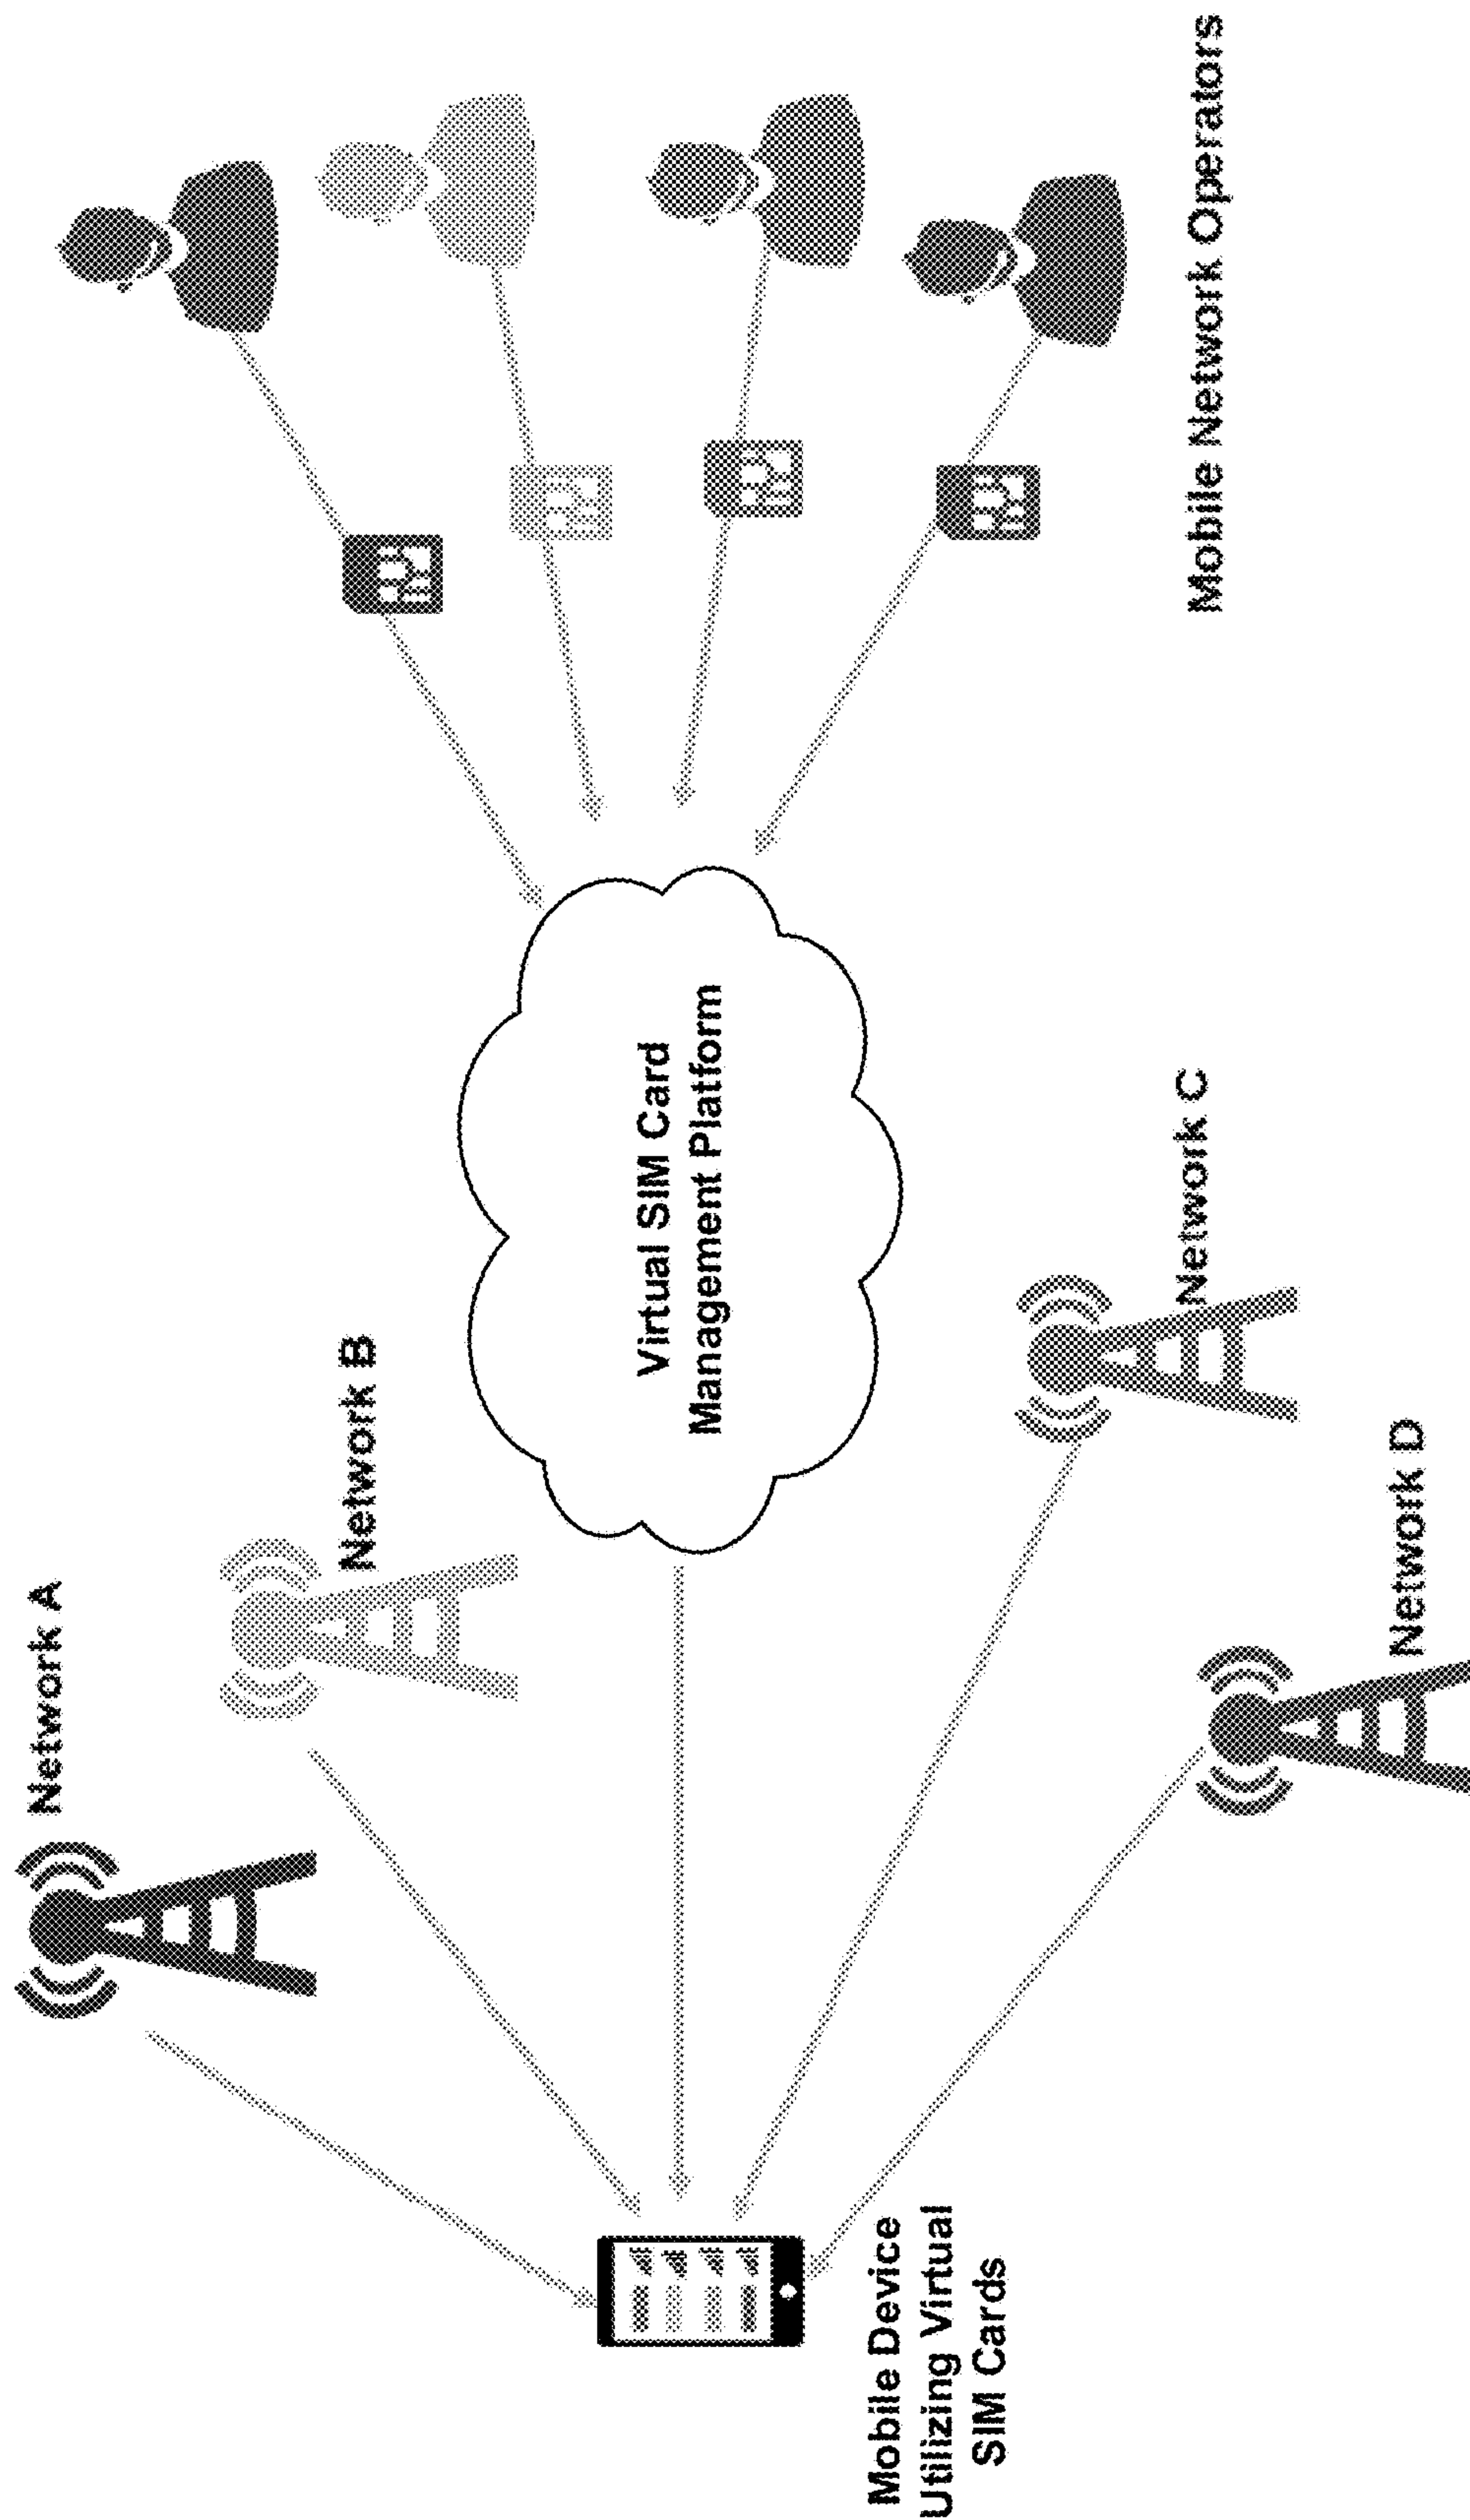 Network A
Network B
Virtual SIM Card
Management Platform
Mobile Device
Utilizing Virtual
SIM Cards
Network C
Mobile Network Operators
Network D